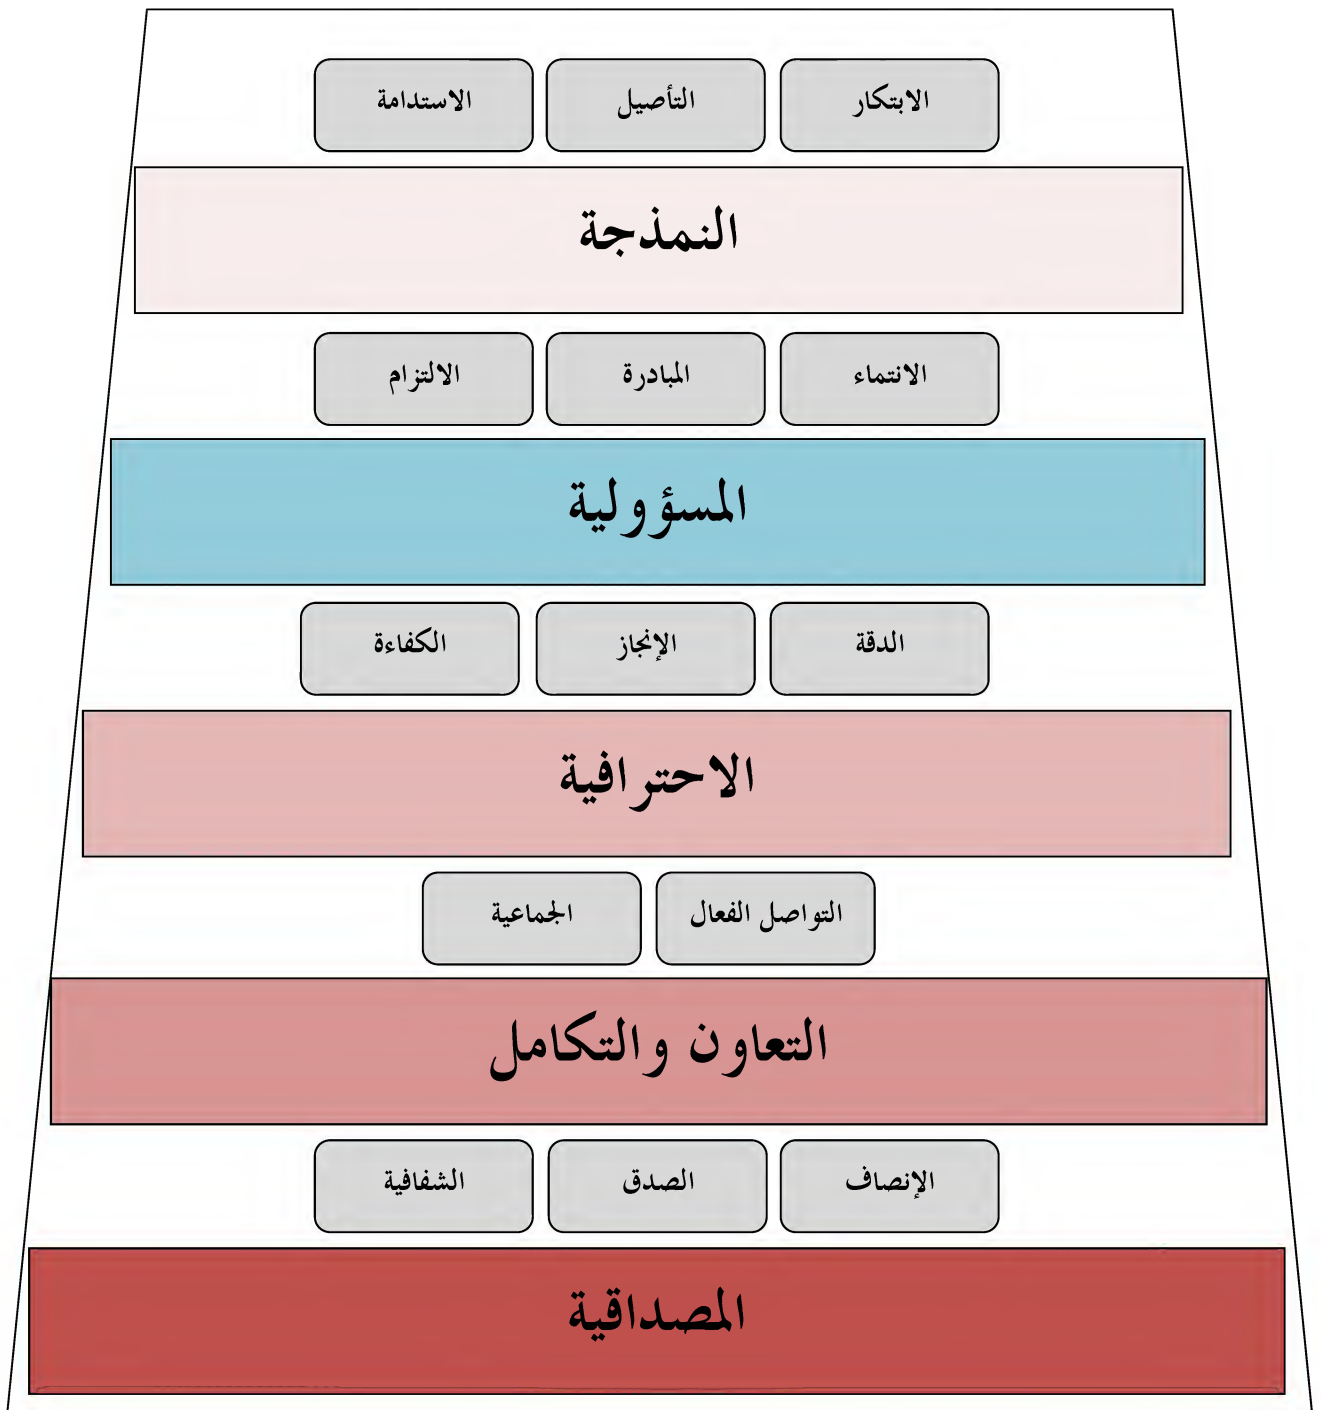 الابتكار التأصيل الاستدامة
النمذجة
الانتماء المبادرة الالتزام
المسؤولية
الدقة الإنجاز الكفاءة
الاحترافية
التواصل الفعال الجماعية
التعاون والتكامل
الإنصاف الصدق الشفافية
المصداقية